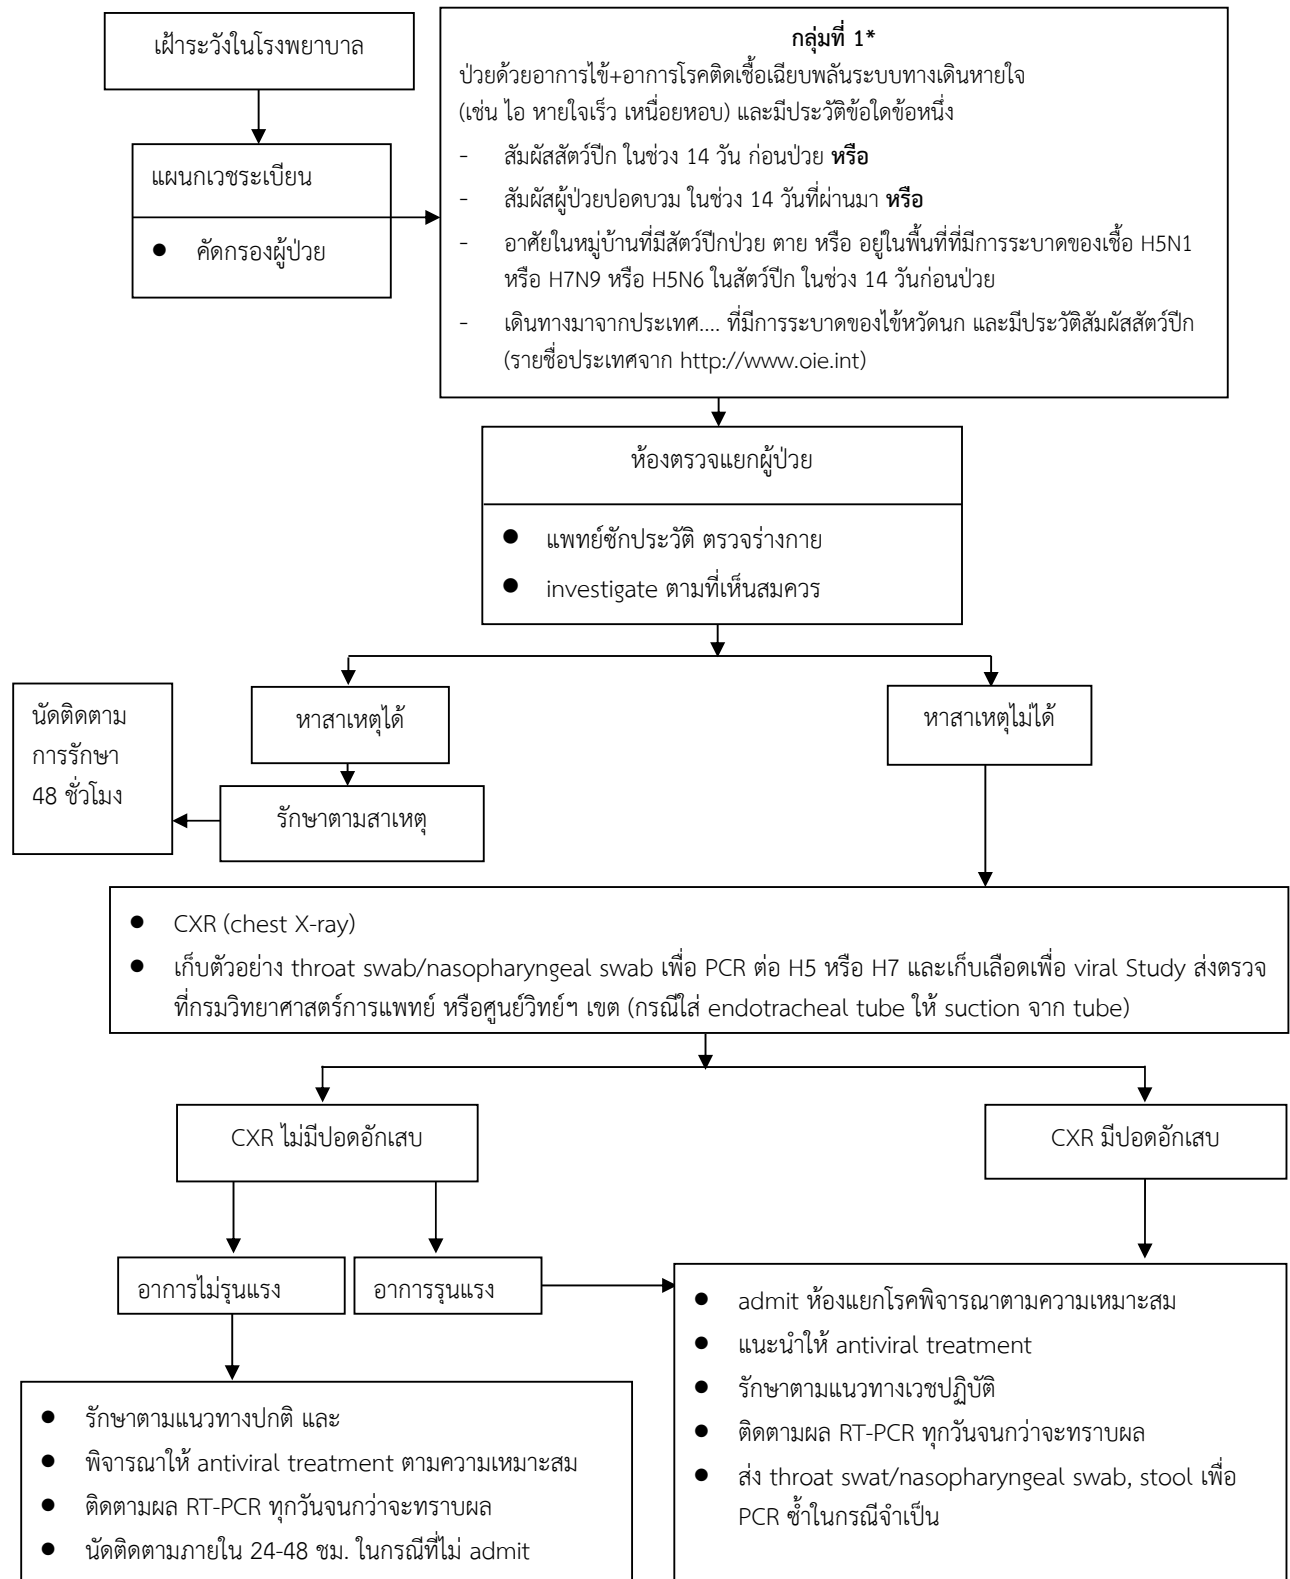 เฝ้าระวังในโรงพยาบาล
แผนกเวชระเบียน
● คัดกรองผู้ป่วย
กลุ่มที่ 1*
ป่วยด้วยอาการไข้+อาการโรคติดเชื้อเฉียบพลันระบบทางเดินหายใจ
(เช่น ไอ หายใจเร็ว เหนื่อยหอบ) และมีประวัติข้อใดข้อหนึ่ง
- สัมผัสสัตว์ปีก ในช่วง 14 วัน ก่อนป่วย หรือ
- สัมผัสผู้ป่วยปอดบวม ในช่วง 14 วันที่ผ่านมา หรือ
- อาศัยในหมู่บ้านที่มีสัตว์ปีกป่วย ตาย หรือ อยู่ในพื้นที่ที่มีการระบาดของเชื้อ H5N1
หรือ H7N9 หรือ H5N6 ในสัตว์ปีก ในช่วง 14 วันก่อนป่วย
- เดินทางมาจากประเทศ.... ที่มีการระบาดของไข้หวัดนก และมีประวัติสัมผัสสัตว์ปีก
(รายชื่อประเทศจาก http://www.oie.int)
ห้องตรวจแยกผู้ป่วย
● แพทย์ซักประวัติ ตรวจร่างกาย
● investigate ตามที่เห็นสมควร
หาสาเหตุได้
หาสาเหตุไม่ได้
รักษาตามสาเหตุ
นัดติดตาม
การรักษา
48 ชั่วโมง
● CXR (chest X-ray)
● เก็บตัวอย่าง throat swab/nasopharyngeal swab เพื่อ PCR ต่อ H5 หรือ H7 และเก็บเลือดเพื่อ viral Study ส่งตรวจ
ที่กรมวิทยาศาสตร์การแพทย์ หรือศูนย์วิทย์ฯ เขต (กรณีใส่ endotracheal tube ให้ suction จาก tube)
CXR ไม่มีปอดอักเสบ
CXR มีปอดอักเสบ
อาการไม่รุนแรง
อาการรุนแรง
● รักษาตามแนวทางปกติ และ
● พิจารณาให้ antiviral treatment ตามความเหมาะสม
● ติดตามผล RT-PCR ทุกวันจนกว่าจะทราบผล
● นัดติดตามภายใน 24-48 ชม. ในกรณีที่ไม่ admit
● admit ห้องแยกโรคพิจารณาตามความเหมาะสม
● แนะนำให้ antiviral treatment
● รักษาตามแนวทางเวชปฏิบัติ
● ติดตามผล RT-PCR ทุกวันจนกว่าจะทราบผล
● ส่ง throat swat/nasopharyngeal swab, stool เพื่อ
PCR ซ้ำในกรณีจำเป็น